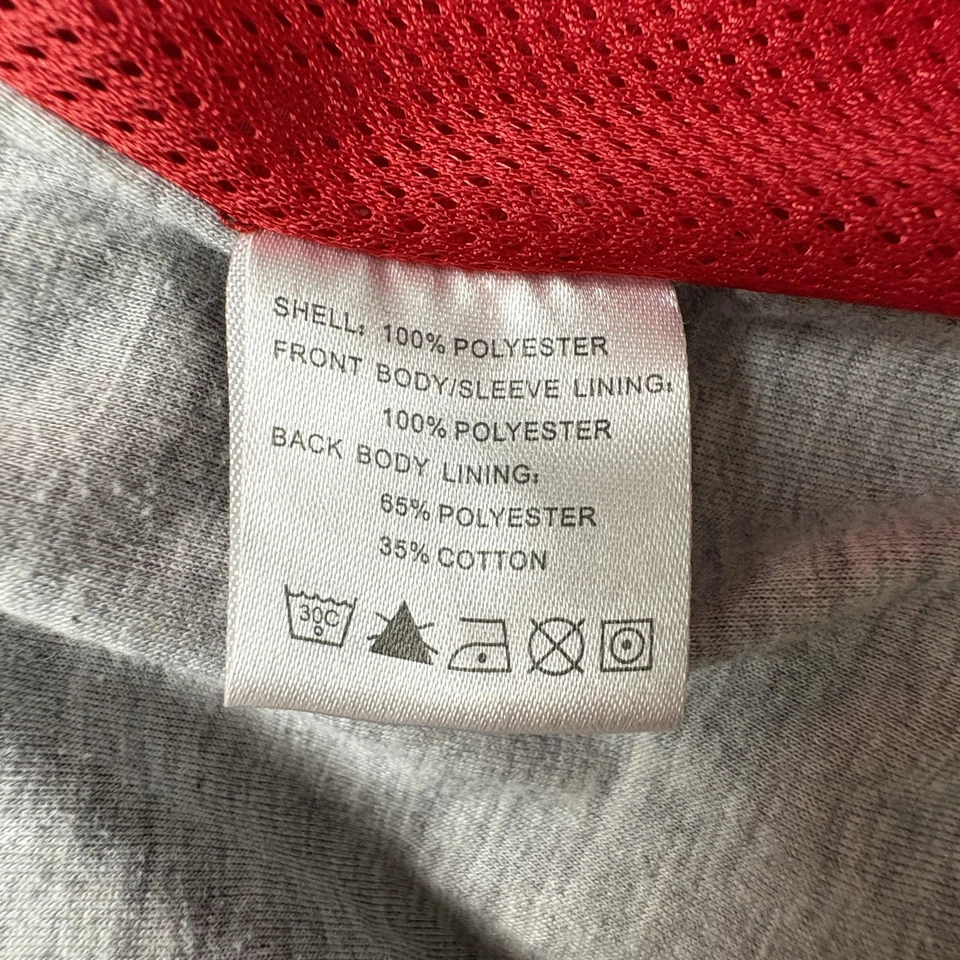 SHELL: 100% POLYESTER
FRONT BODY/SLEEVE LINING:
100% POLYESTER
BACK BODY LINING:
65% POLYESTER
35% COTTON
30C